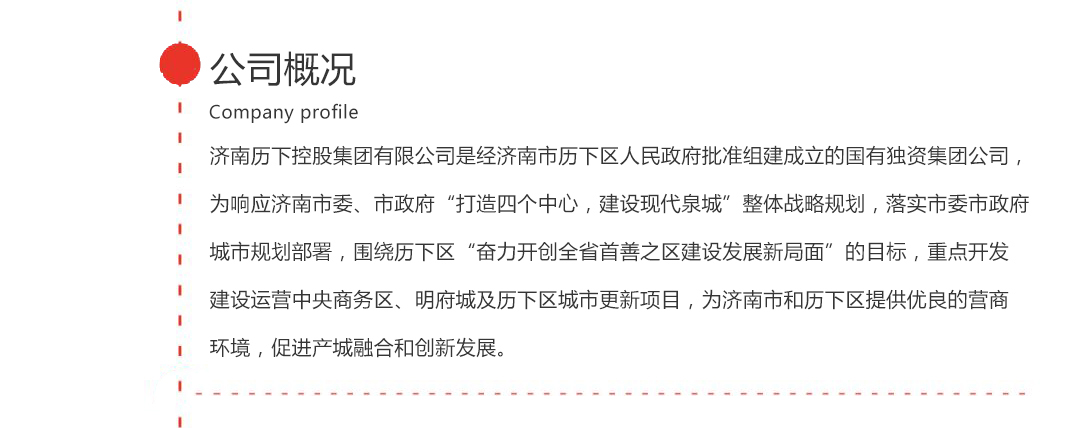 公司概况
Company profile
济南历下控股集团有限公司是经济南市历下区人民政府批准组建成立的国有独资集团公司，
为响应济南市委、市政府“打造四个中心，建设现代泉城”整体战略规划，落实市委市政府
城市规划部署，围绕历下区“奋力开创全省首善之区建设发展新局面”的目标，重点开发
建设运营中央商务区、明府城及历下区城市更新项目，为济南市和历下区提供优良的营商
环境，促进产城融合和创新发展。